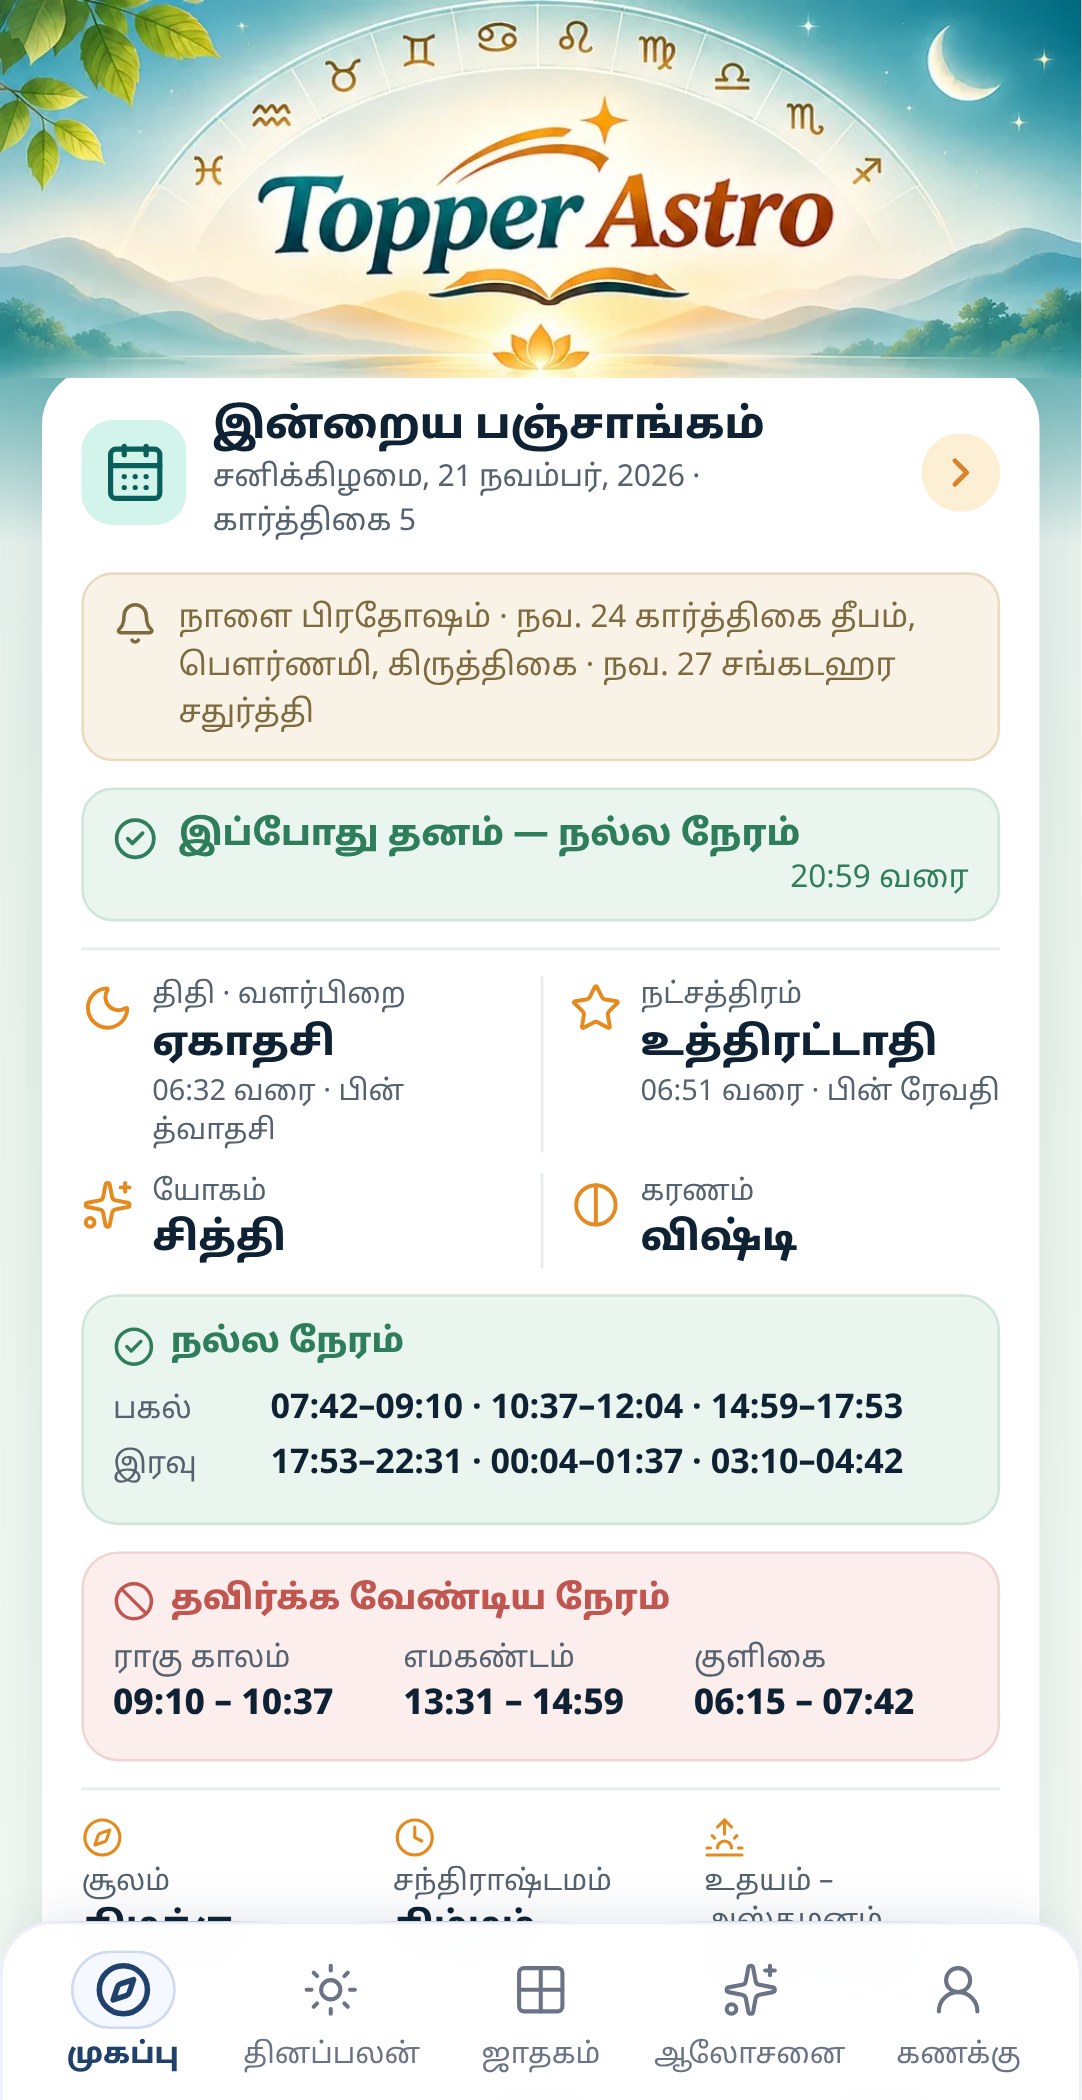 Topper Astro
இன்றைய பஞ்சாங்கம்
சனிக்கிழமை, 21 நவம்பர், 2026 ·
கார்த்திகை 5
நாளை பிரதோஷம் · நவ. 24 கார்த்திகை தீபம்,
பௌர்ணமி, கிருத்திகை · நவ. 27 சங்கடஹர
சதுர்த்தி
இப்போது தனம் — நல்ல நேரம்
20:59 வரை
திதி · வளர்பிறை
ஏகாதசி
06:32 வரை · பின்
த்வாதசி
நட்சத்திரம்
உத்திரட்டாதி
06:51 வரை · பின் ரேவதி
யோகம்
சித்தி
கரணம்
விஷ்டி
நல்ல நேரம்
பகல் 07:42–09:10 · 10:37–12:04 · 14:59–17:53
இரவு 17:53–22:31 · 00:04–01:37 · 03:10–04:42
தவிர்க்க வேண்டிய நேரம்
ராகு காலம் எமகண்டம் குளிகை
09:10 – 10:37 13:31 – 14:59 06:15 – 07:42
சூலம் சந்திராஷ்டமம் உதயம் –
முகப்பு தினப்பலன் ஜாதகம் ஆலோசனை கணக்கு